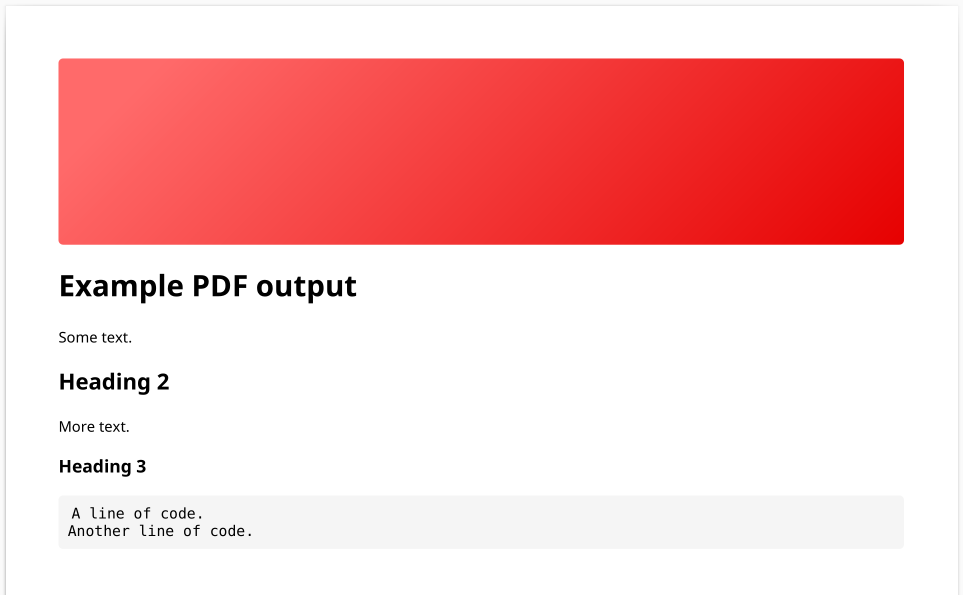 Example PDF output
Some text.
Heading 2
More text.
Heading 3
A line of code.
Another line of code.